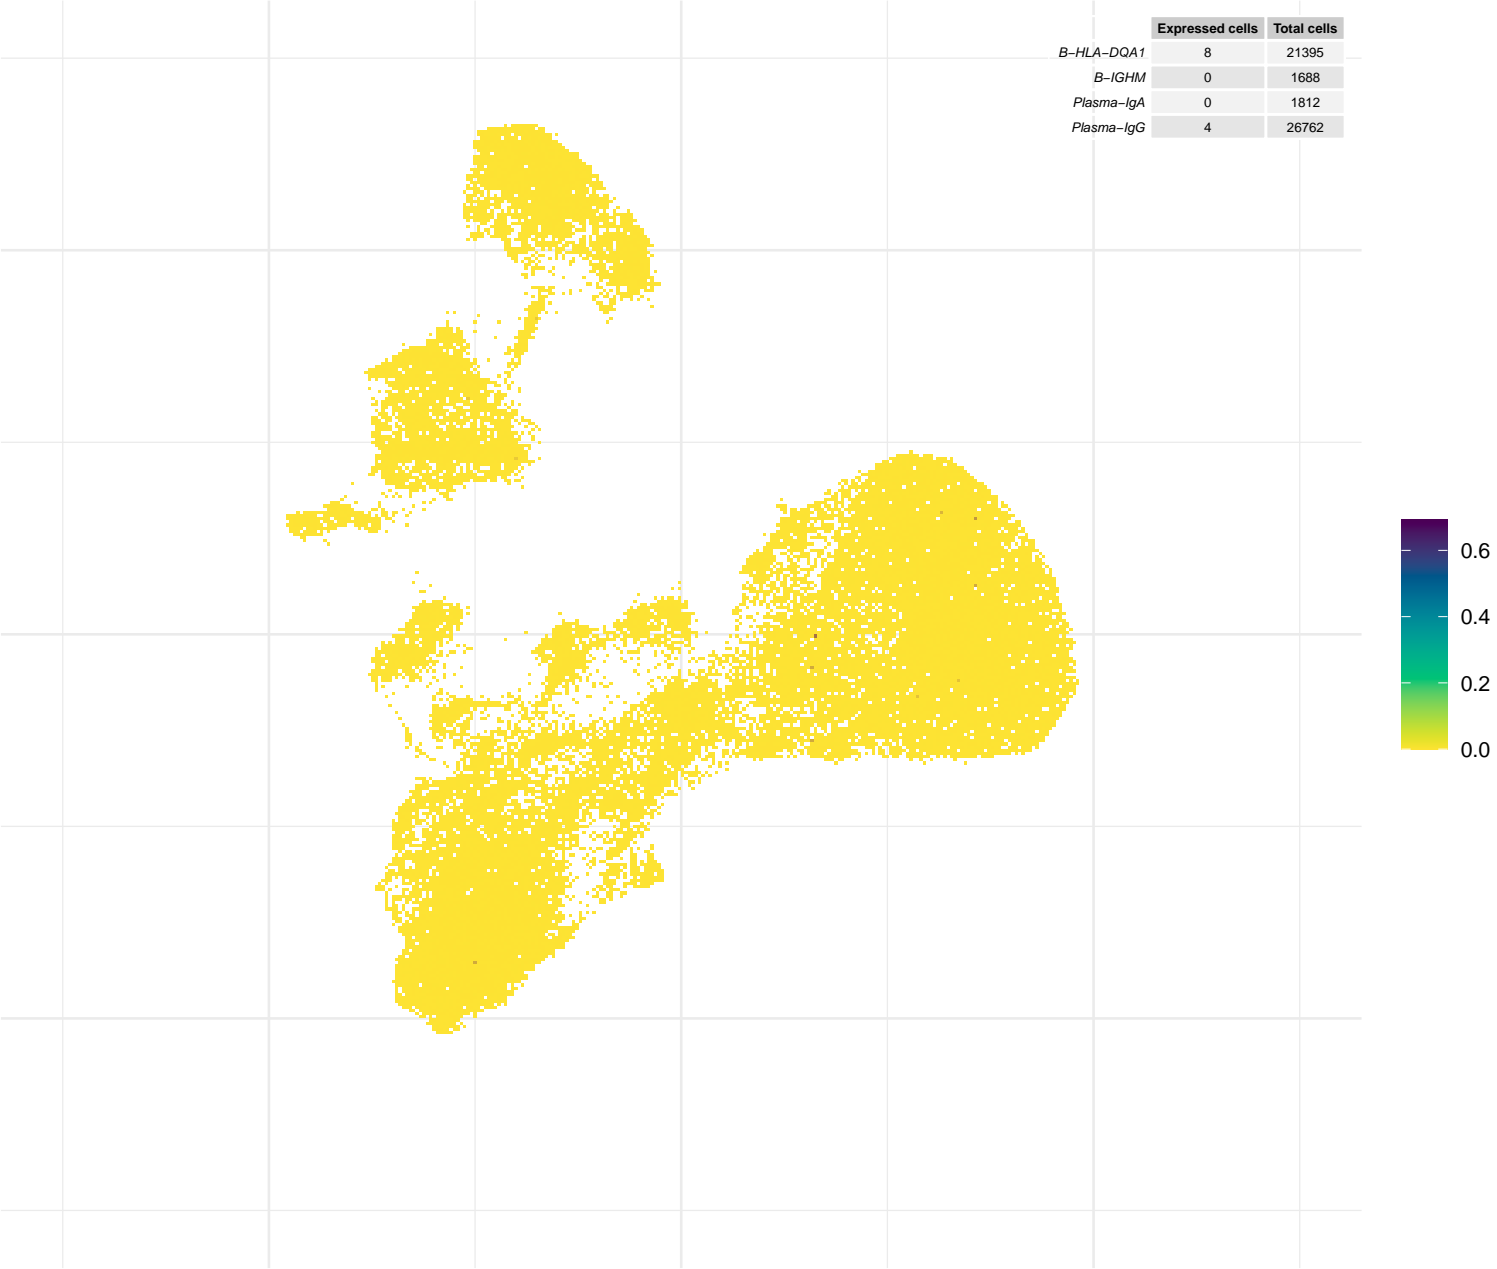 Expressed cells Total cells
B−HLA−DQA1 8 21395
B−IGHM 0 1688
Plasma−IgA 0 1812
Plasma−IgG 4 26762
0.6
0.4
0.2
0.0